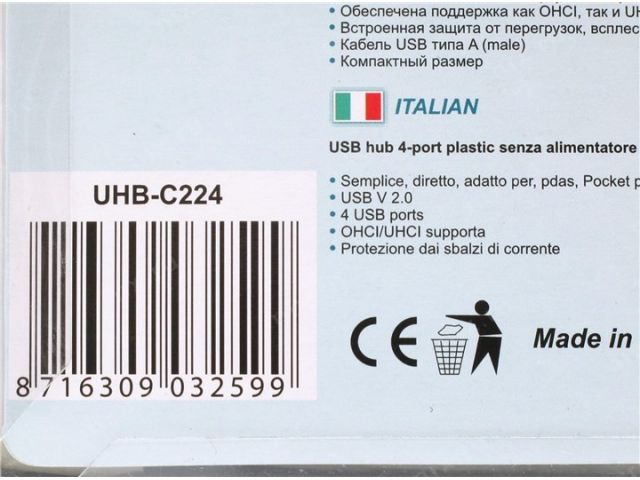 • Обеспечена поддержка как OHCI, так и
• Встроенная защита от перегрузок,
• Кабель USB типа A (male)
• Компактный размер
ITALIAN
USB hub 4-port plastic senza alimentatore
• Semplice, diretto, adatto per, pdas, Pocket
• USB V 2.0
• 4 USB ports
• OHCI/UHCI supporta
• Protezione dai sbalzi di corrente
UHB-C224
8 716309 032599
CE
Made in